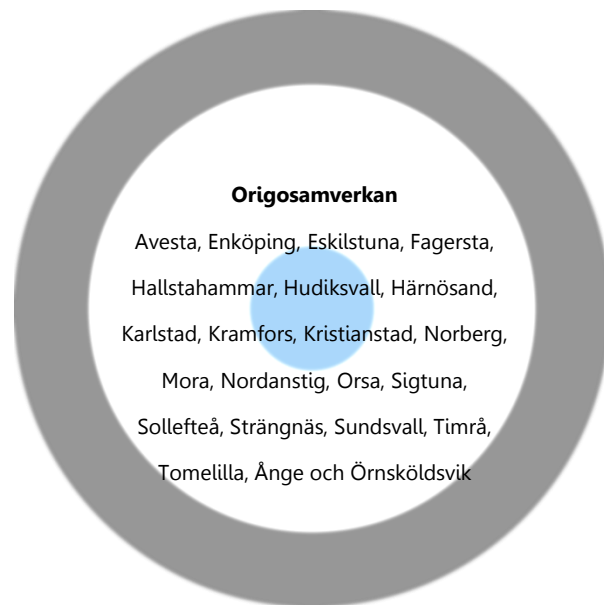 Origosamverkan
Avesta, Enköping, Eskilstuna, Fagersta,
Hallstahammar, Hudiksvall, Härnösand,
Karlstad, Kramfors, Kristianstad, Norberg,
Mora, Nordanstig, Orsa, Sigtuna,
Sollefteå, Strängnäs, Sundsvall, Timrå,
Tomelilla, Ånge och Örnsköldsvik